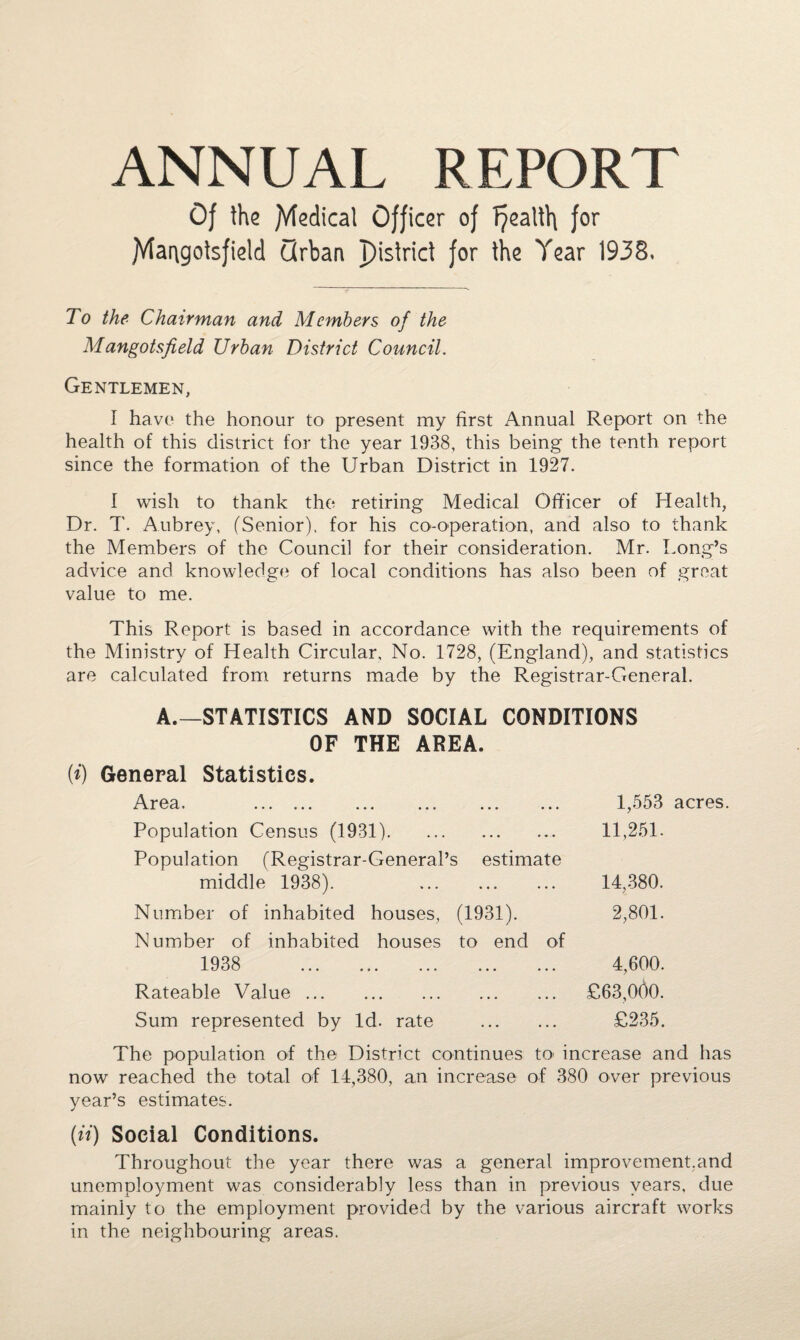 ANNUAL REPORT
Of the Medical Officer of Health for
Mangotsfield Urban District for the Year 1938.
To the Chairman and Members of the
Mangotsfield Urban District Council.
GENTLEMEN,
I have the honour to present my first Annual Report on the
health of this district for the year 1938, this being the tenth report
since the formation of the Urban District in 1927.
I wish to thank the retiring Medical Officer of Health,
Dr. T. Aubrey, (Senior), for his co-operation, and also to thank
the Members of the Council for their consideration. Mr. Long's
advice and knowledge of local conditions has also been of great
value to me.
This Report is based in accordance with the requirements of
the Ministry of Health Circular, No. 1728, (England), and statistics
are calculated from returns made by the Registrar-General.
A.—STATISTICS AND SOCIAL CONDITIONS
OF THE AREA.
(i) General Statistics.
Area. ... ... ... ... ... ... 1,553 acres.
Population Census (1931). ... ... ... 11,251.
Population (Registrar-General's estimate
middle 1938). ... ... ... 14,380.
Number of inhabited houses, (1931). 2,801.
Number of inhabited houses to end of
1938 ... ... ... ... ... 4,600.
Rateable Value ... ... ... ... ... £63,000.
Sum represented by 1d. rate ... ... £235.
The population of the District continues to increase and has
now reached the total of 14,380, an increase of 380 over previous
year's estimates.
(ii) Social Conditions.
Throughout the year there was a general improvement.and
unemployment was considerably less than in previous years, due
mainly to the employment provided by the various aircraft works
in the neighbouring areas.